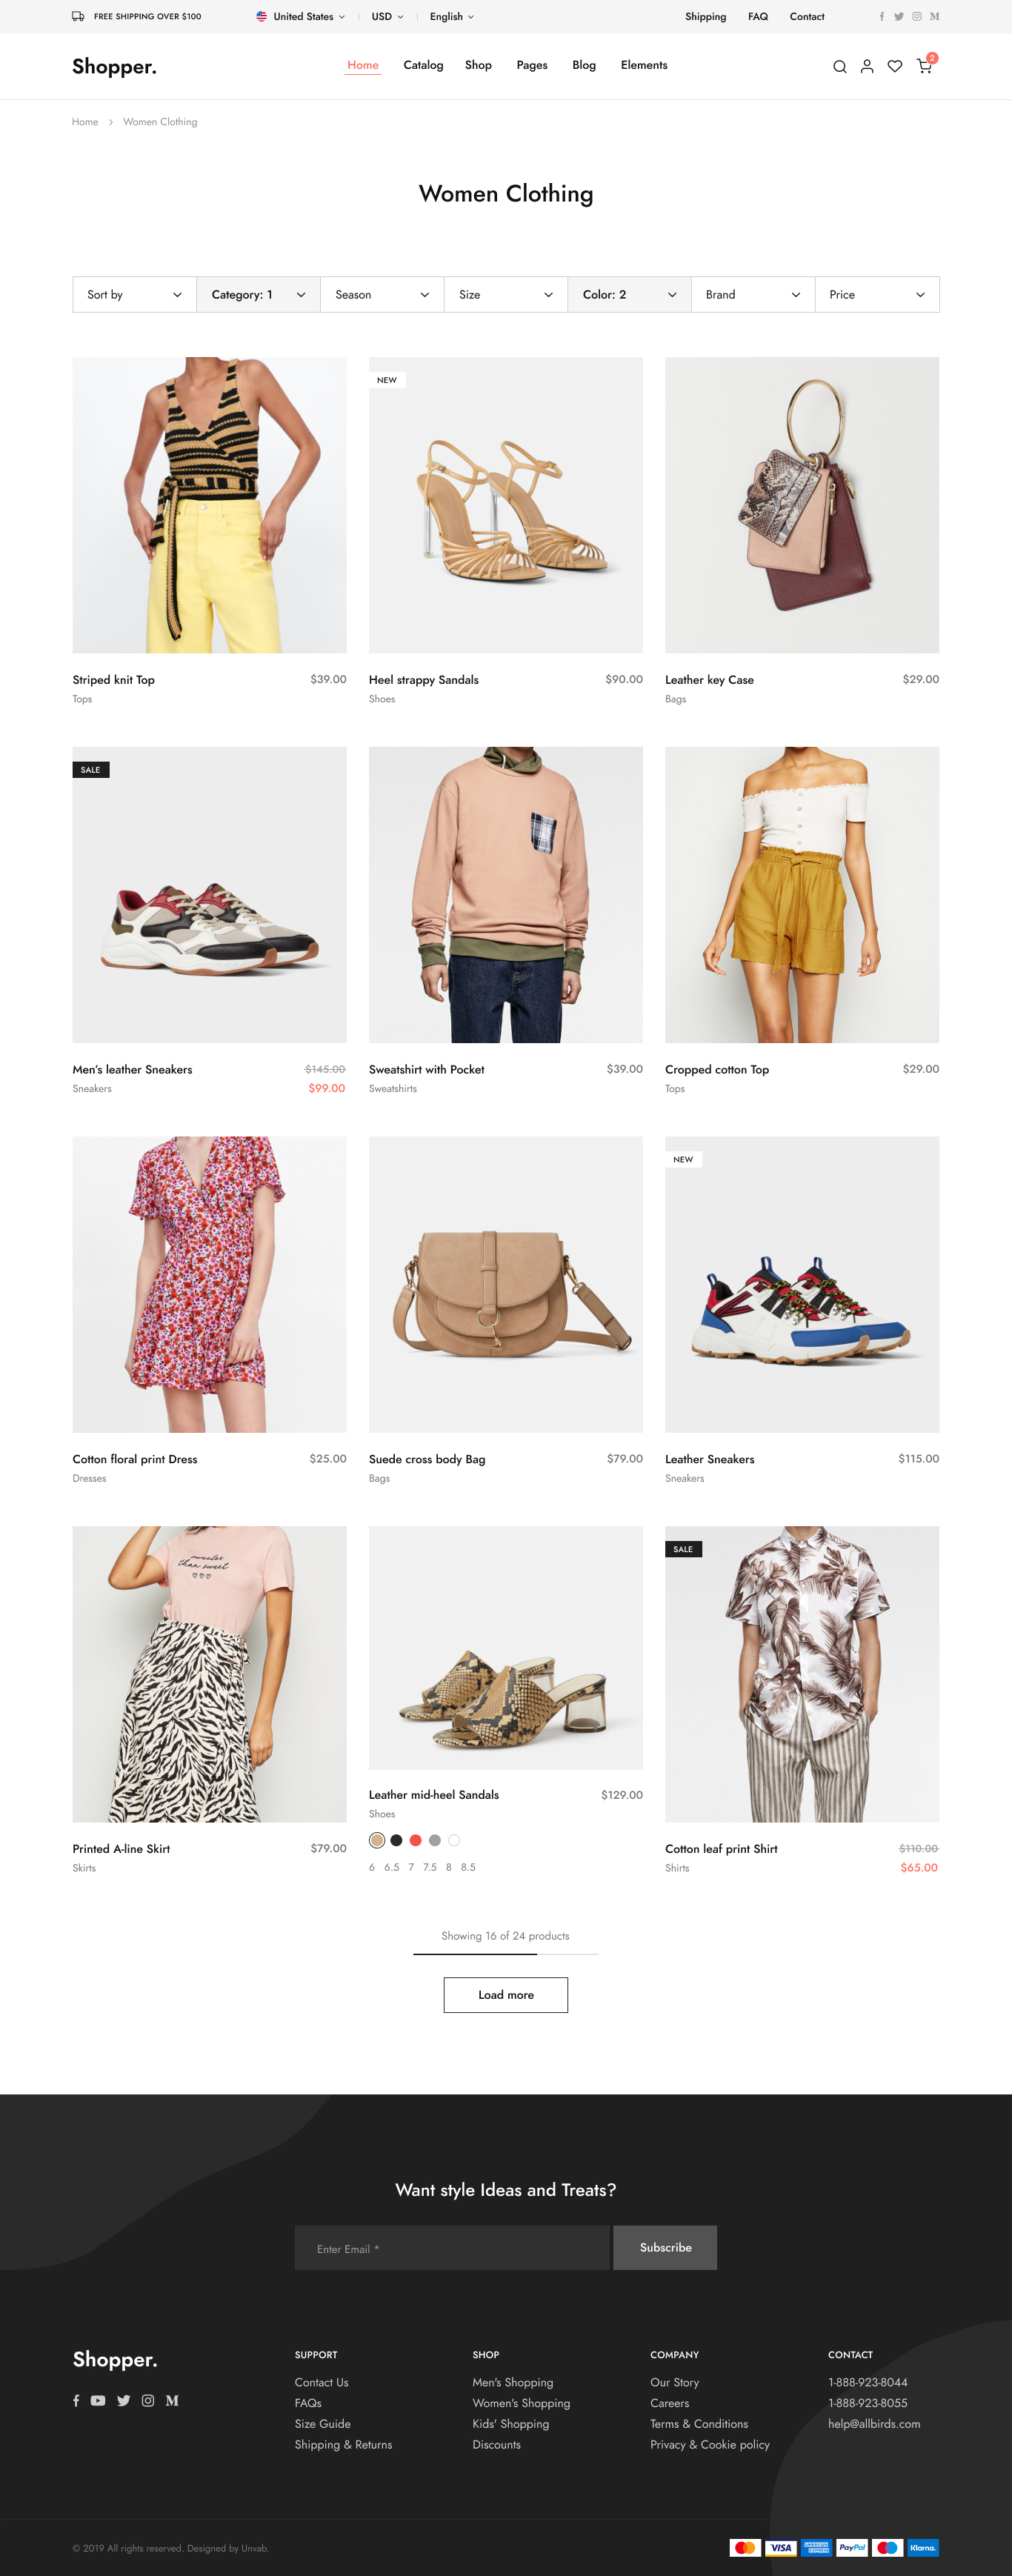 FREE SHIPPING OVER $100
United States
USD
English
Shipping
FAQ
Contact
Shopper.
Home
Catalog
Shop
Pages
Blog
Elements
2
Home
Women Clothing
Women Clothing
Sort by
Category: 1
Season
Size
Color: 2
Brand
Price
NEW
Striped knit Top
$39.00
Tops
Heel strappy Sandals
$90.00
Shoes
Leather key Case
$29.00
Bags
SALE
Men's leather Sneakers
$145.00
Sneakers
$99.00
Sweatshirt with Pocket
$39.00
Sweatshirts
Cropped cotton Top
$29.00
Tops
NEW
Cotton floral print Dress
$25.00
Dresses
Suede cross body Bag
$79.00
Bags
Leather Sneakers
$115.00
Sneakers
sweeter
than sweet
SALE
Printed A-line Skirt
$79.00
Skirts
Leather mid-heel Sandals
$129.00
Shoes
6 6.5 7 7.5 8 8.5
Cotton leaf print Shirt
$110.00
Shirts
$65.00
Showing 16 of 24 products
Load more
Want style Ideas and Treats?
Enter Email *
Subscribe
Shopper.
SUPPORT
Contact Us
FAQs
Size Guide
Shipping & Returns
SHOP
Men's Shopping
Women's Shopping
Kids' Shopping
Discounts
COMPANY
Our Story
Careers
Terms & Conditions
Privacy & Cookie policy
CONTACT
1-888-923-8044
1-888-923-8055
help@allbirds.com
© 2019 All rights reserved. Designed by Unvab.
VISA
AMERICAN EXPRESS
PayPal
Klarna.